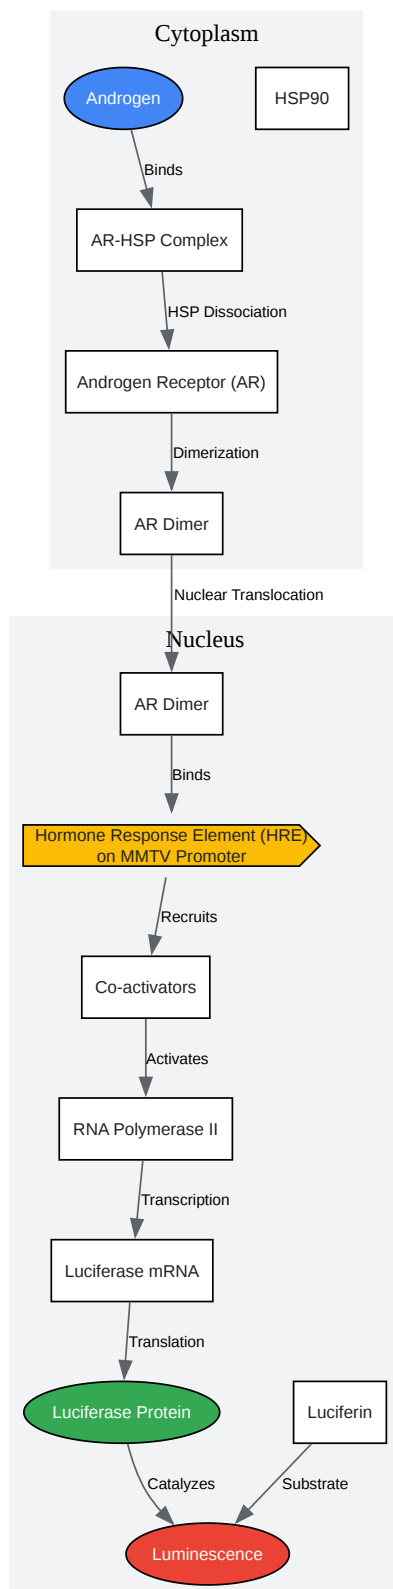 Cytoplasm
Androgen
HSP90
Binds
AR-HSP Complex
HSP Dissociation
Androgen Receptor (AR)
Dimerization
AR Dimer
Nuclear Translocation
Nucleus
AR Dimer
Binds
Hormone Response Element (HRE)
on MMTV Promoter
Recruits
Co-activators
Activates
RNA Polymerase II
Transcription
Luciferase mRNA
Translation
Luciferase Protein
Luciferin
Catalyzes
Substrate
Luminescence